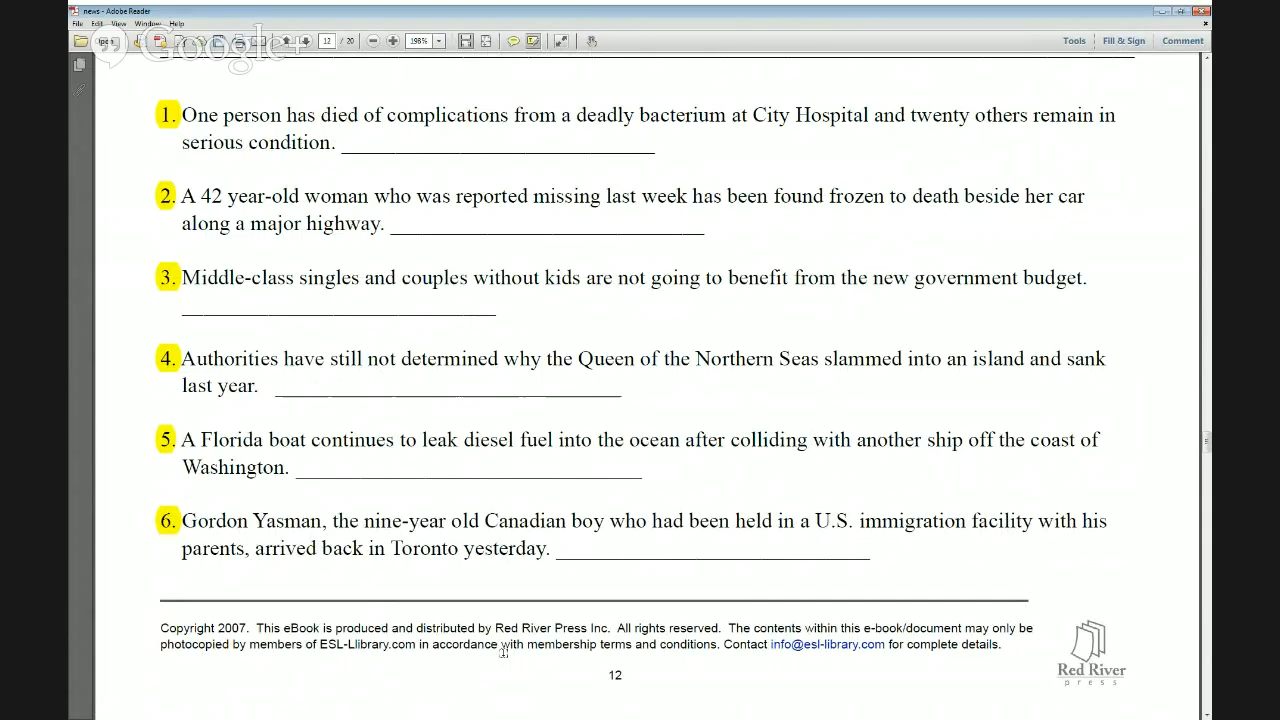 news - Adobe Reader
File Edit View Window Help
Open
12 / 20
198%
Tools Fill & Sign Comment
Google+
1. One person has died of complications from a deadly bacterium at City Hospital and twenty others remain in
serious condition.
2. A 42 year-old woman who was reported missing last week has been found frozen to death beside her car
along a major highway.
3. Middle-class singles and couples without kids are not going to benefit from the new government budget.
4. Authorities have still not determined why the Queen of the Northern Seas slammed into an island and sank
last year.
5. A Florida boat continues to leak diesel fuel into the ocean after colliding with another ship off the coast of
Washington.
6. Gordon Yasman, the nine-year old Canadian boy who had been held in a U.S. immigration facility with his
parents, arrived back in Toronto yesterday.
Copyright 2007. This eBook is produced and distributed by Red River Press Inc. All rights reserved. The contents within this e-book/document may only be
photocopied by members of ESL-Llibrary.com in accordance with membership terms and conditions. Contact info@esl-library.com for complete details.
12
Red River
press